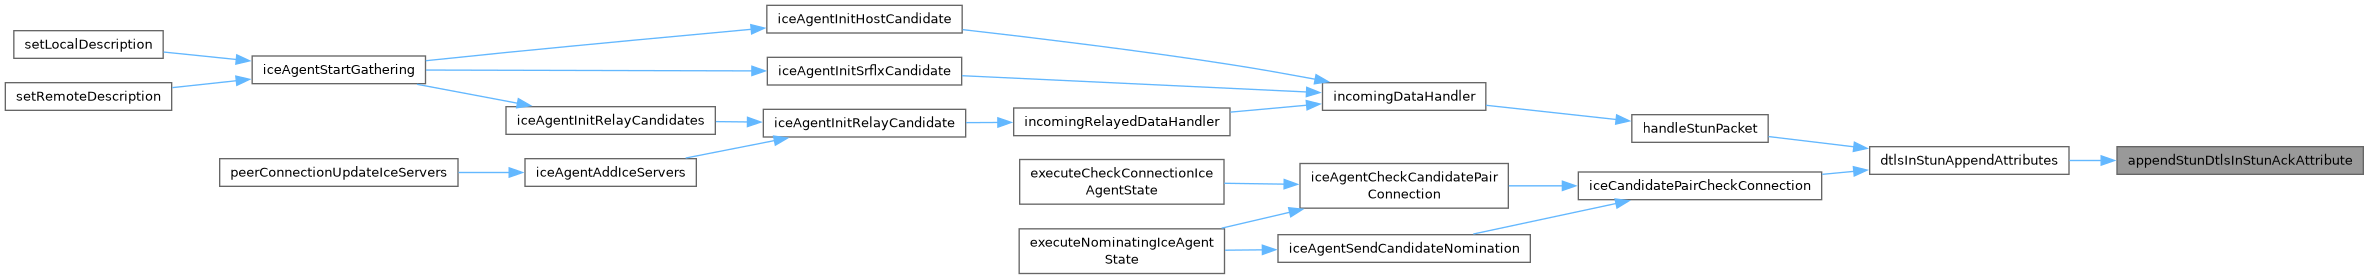 setLocalDescription
setRemoteDescription
iceAgentStartGathering
iceAgentInitHostCandidate
iceAgentInitSrflxCandidate
iceAgentInitRelayCandidates
iceAgentInitRelayCandidate
peerConnectionUpdateIceServers
iceAgentAddIceServers
incomingRelayedDataHandler
incomingDataHandler
handleStunPacket
executeCheckConnectionIce
AgentState
iceAgentCheckCandidatePair
Connection
iceCandidatePairCheckConnection
dtlsInStunAppendAttributes
appendStunDtlsInStunAckAttribute
executeNominatingIceAgent
State
iceAgentSendCandidateNomination